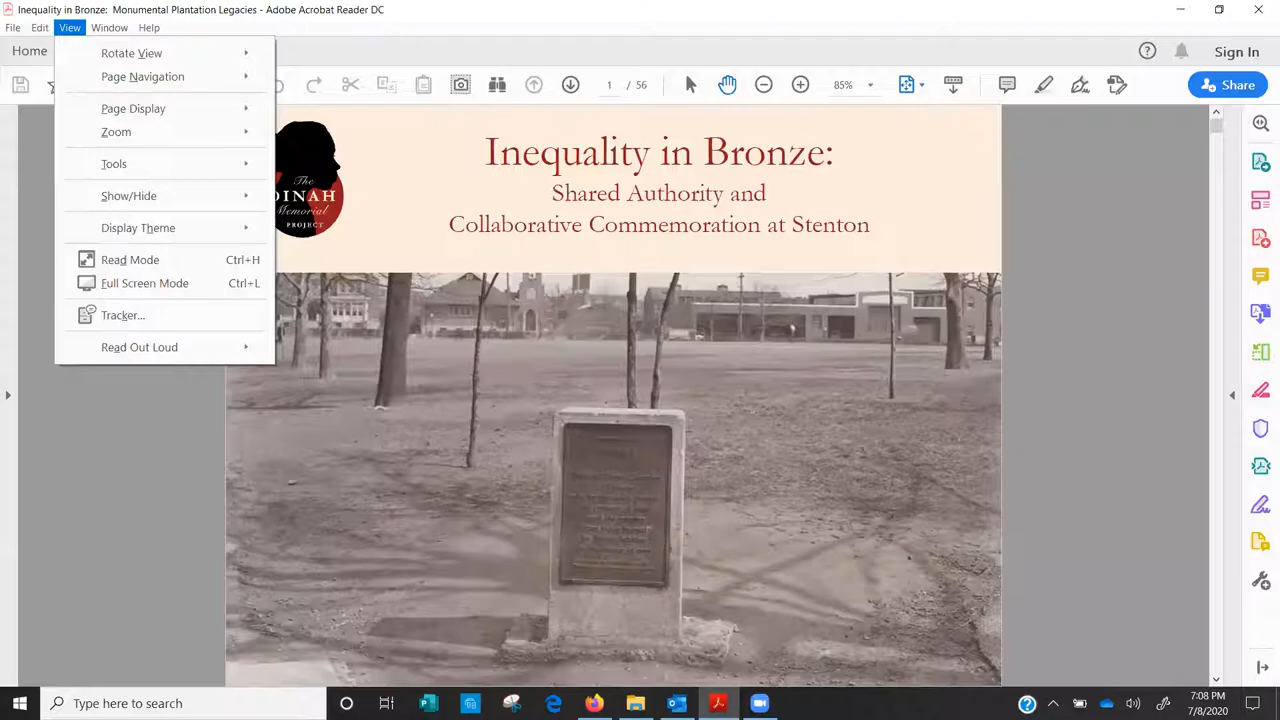 Inequality in Bronze:  Monumental Plantation Legacies - Adobe Acrobat Reader DC
File Edit View Window Help
Home
Sign In
1 / 56
85%
Share
Rotate View
Page Navigation
Page Display
Zoom
Tools
Show/Hide
Display Theme
Read Mode Ctrl+H
Full Screen Mode Ctrl+L
Tracker...
Read Out Loud
The
DINAH
Memorial
PROJECT
Inequality in Bronze:
Shared Authority and
Collaborative Commemoration at Stenton
Type here to search
7:08 PM
7/8/2020